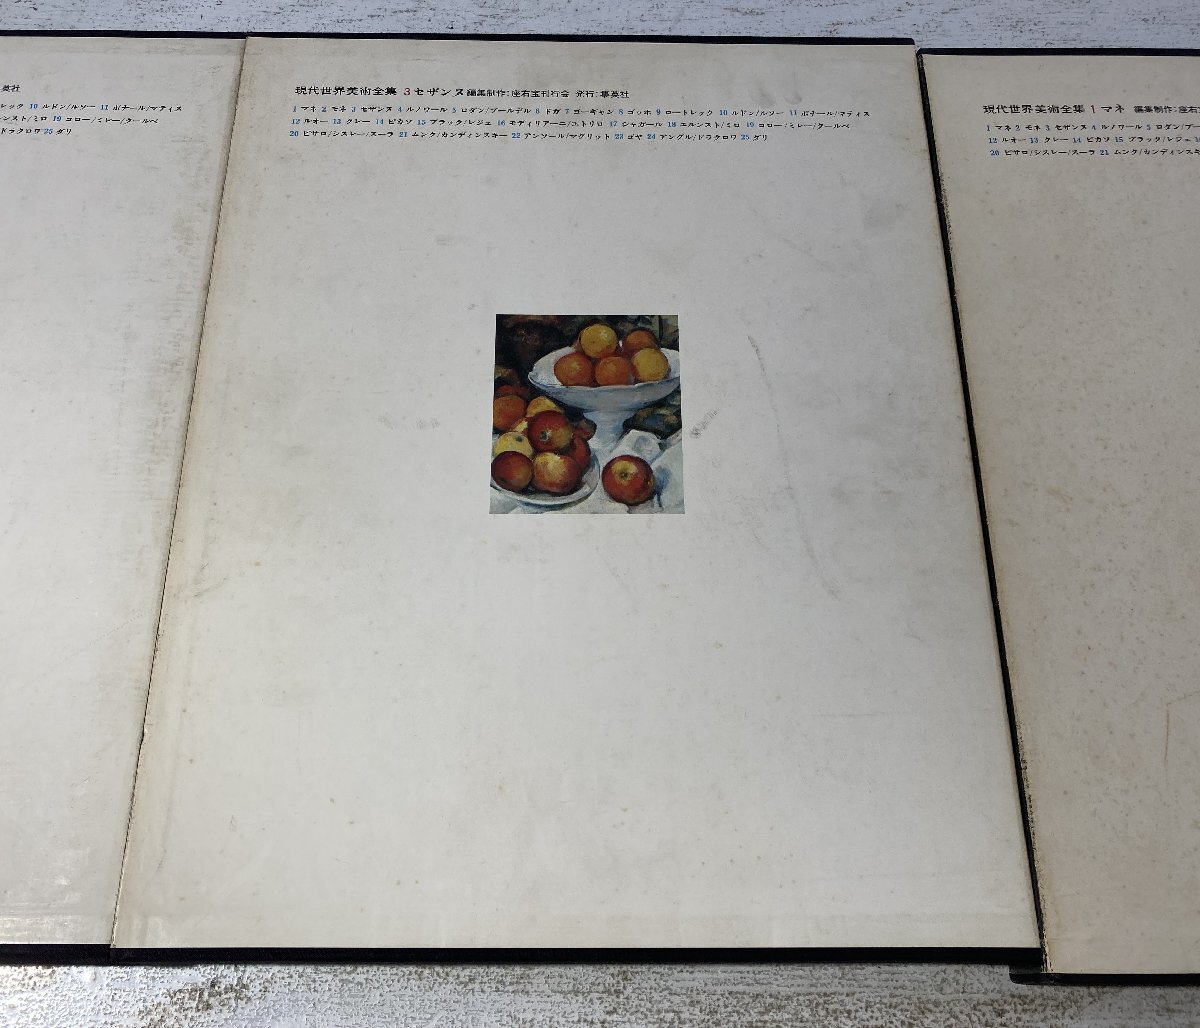 集英社
レック 10 ルドン/ルソー 11 ボナール/マティス
ンスト/ミロ 19 コロー/ミレー/クールベ
ドラクロワ 25 ダリ
現代世界美術全集 3 セザンヌ 編集制作:座右宝刊行会 発行:集英社
1 マネ 2 モネ 3 セザンヌ 4 ルノワール 5 ロダン/ブールデル 6 ドガ 7 ゴーギャン 8 ゴッホ 9 ロートレック 10 ルドン/ルソー 11 ボナール/マティス
12 ルオー 13 クレー 14 ピカソ 15 ブラック/レジェ 16 モディリアーニ/ユトリロ 17 シャガール 18 エルンスト/ミロ 19 コロー/ミレー/クールベ
20 ピサロ/シスレー/スーラ 21 ムンク/カンディンスキー 22 アンソール/マグリット 23 ゴヤ 24 アングル/ドラクロワ 25 ダリ
現代世界美術全集 1 マネ 編集制作:座右
1 マネ 2 モネ 3 セザンヌ 4 ルノワール 5 ロダン/ブー
12 ルオー 13 クレー 14 ピカソ 15 ブラック/レジェ
20 ピサロ/シスレー/スーラ 21 ムンク/カンディンスキ